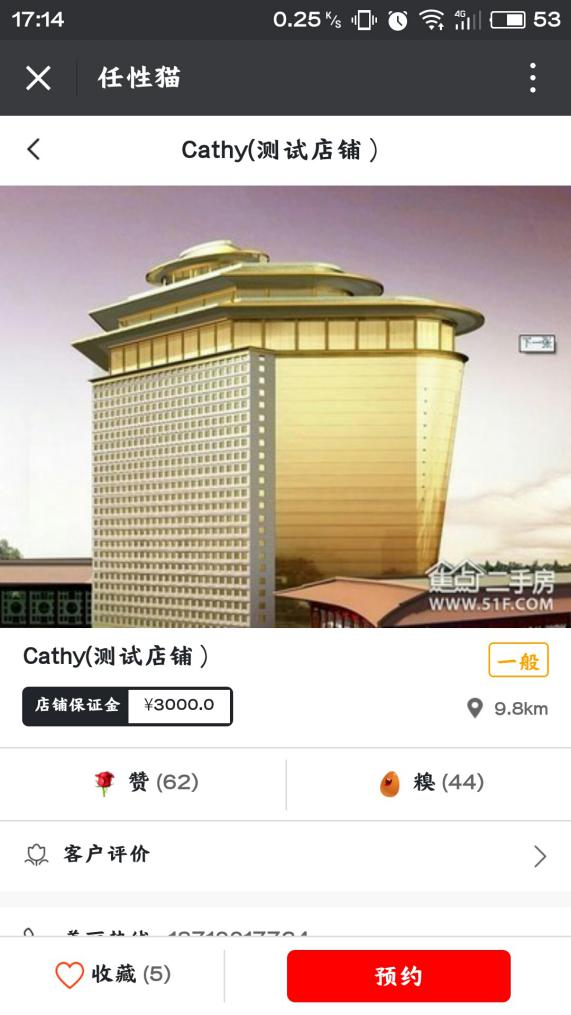 17:14 0.25 K/s 4G 53
任性猫
Cathy(测试店铺)
下一张
焦点二手房
WWW.51F.COM
Cathy(测试店铺)
一般
店铺保证金 ¥3000.0
9.8km
赞 (62)
糗 (44)
客户评价
收藏 (5)
预约